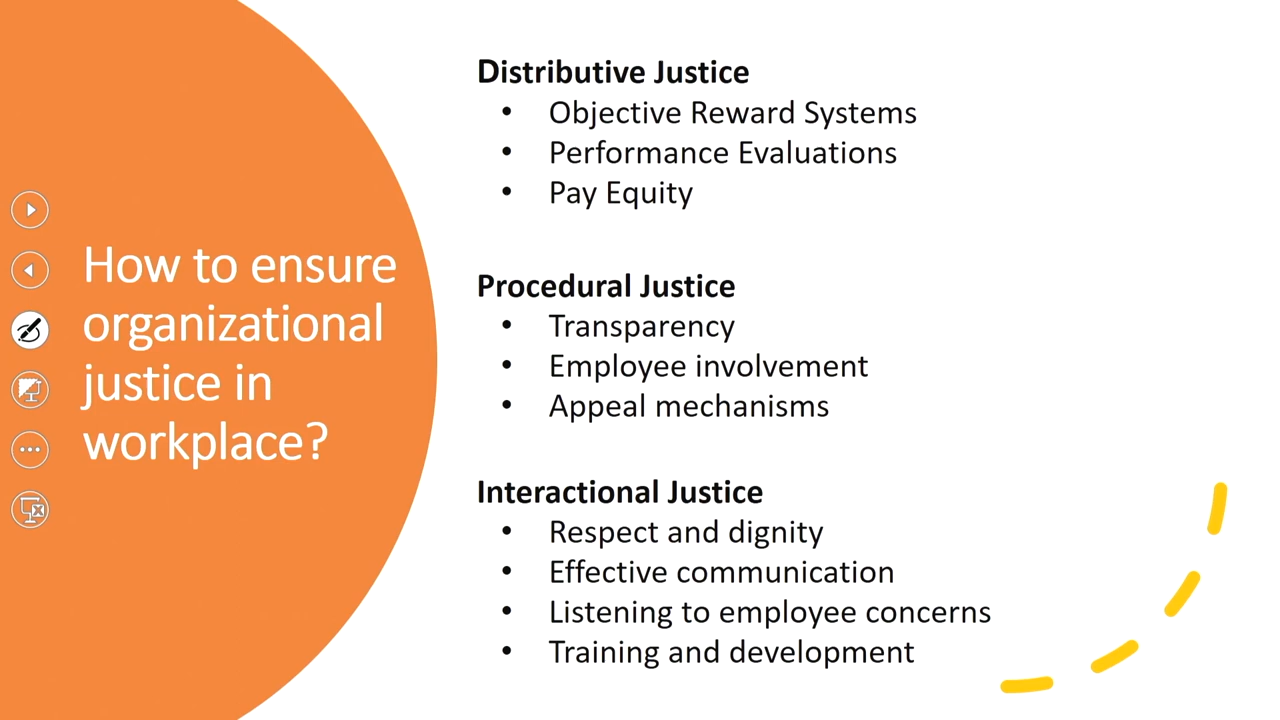 How to ensure
organizational
justice in
workplace?
Distributive Justice
• Objective Reward Systems
• Performance Evaluations
• Pay Equity
Procedural Justice
• Transparency
• Employee involvement
• Appeal mechanisms
Interactional Justice
• Respect and dignity
• Effective communication
• Listening to employee concerns
• Training and development